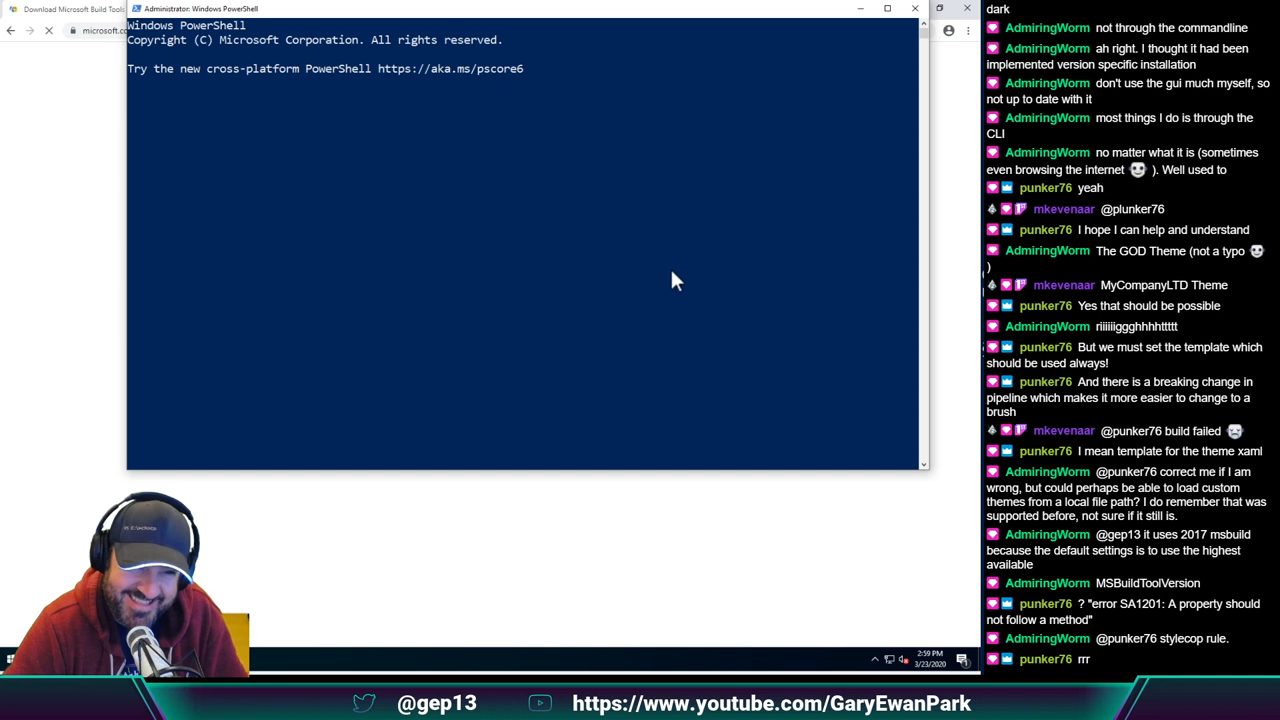 Download Microsoft Build Tools
microsoft.co
Administrator: Windows PowerShell
Windows PowerShell
Copyright (C) Microsoft Corporation. All rights reserved.
Try the new cross-platform PowerShell https://aka.ms/pscore6
dark
AdmiringWorm not through the commandline
AdmiringWorm ah right. I thought it had been
implemented version specific installation
AdmiringWorm don't use the gui much myself, so
not up to date with it
AdmiringWorm most things I do is through the
CLI
AdmiringWorm no matter what it is (sometimes
even browsing the internet ). Well used to
punker76 yeah
mkevenaar @plunker76
punker76 I hope I can help and understand
AdmiringWorm The GOD Theme (not a typo
)
mkevenaar MyCompanyLTD Theme
punker76 Yes that should be possible
AdmiringWorm riiiiiiggghhhhttttt
punker76 But we must set the template which
should be used always!
punker76 And there is a breaking change in
pipeline which makes it more easier to change to a
brush
mkevenaar @punker76 build failed
punker76 I mean template for the theme xaml
AdmiringWorm @punker76 correct me if I am
wrong, but could perhaps be able to load custom
themes from a local file path? I do remember that was
supported before, not sure if it still is.
AdmiringWorm @gep13 it uses 2017 msbuild
because the default settings is to use the highest
available
AdmiringWorm MSBuildToolVersion
punker76 ? "error SA1201: A property should
not follow a method"
AdmiringWorm @punker76 stylecop rule.
punker76 rrr
2:59 PM
3/23/2020
@gep13
https://www.youtube.com/GaryEwanPark